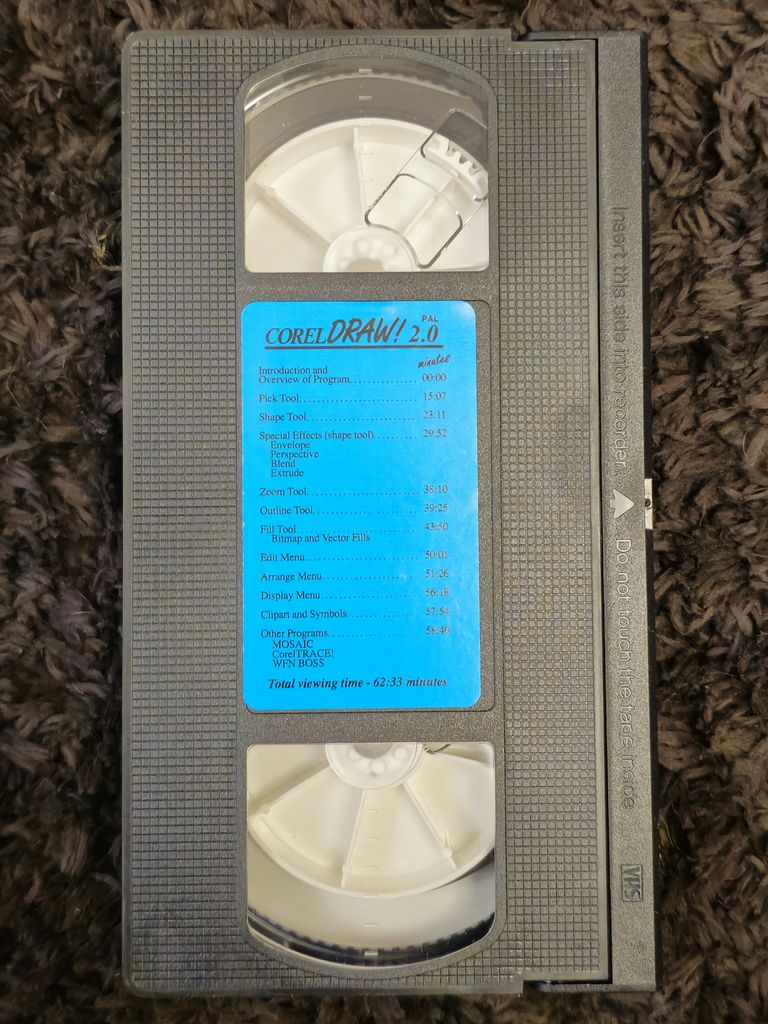 PAL
COREL DRAW! 2.0
minutes
Introduction and
Overview of Program.................. 00:00
Pick Tool.................. 15:07
Shape Tool.................. 23:11
Special Effects (shape tool).................. 29:52
Envelope
Perspective
Blend
Extrude
Zoom Tool.................. 38:10
Outline Tool.................. 39:25
Fill Tool.................. 43:50
Bitmap and Vector Fills
Edit Menu.................. 50:01
Arrange Menu.................. 51:26
Display Menu.................. 56:18
Clipart and Symbols.................. 57:54
Other Programs.................. 58:40
MOSAIC
CorelTRACE!
WFN BOSS
Total viewing time - 62:33 minutes
Insert this side into recorder
Do not touch the tape inside
VHS